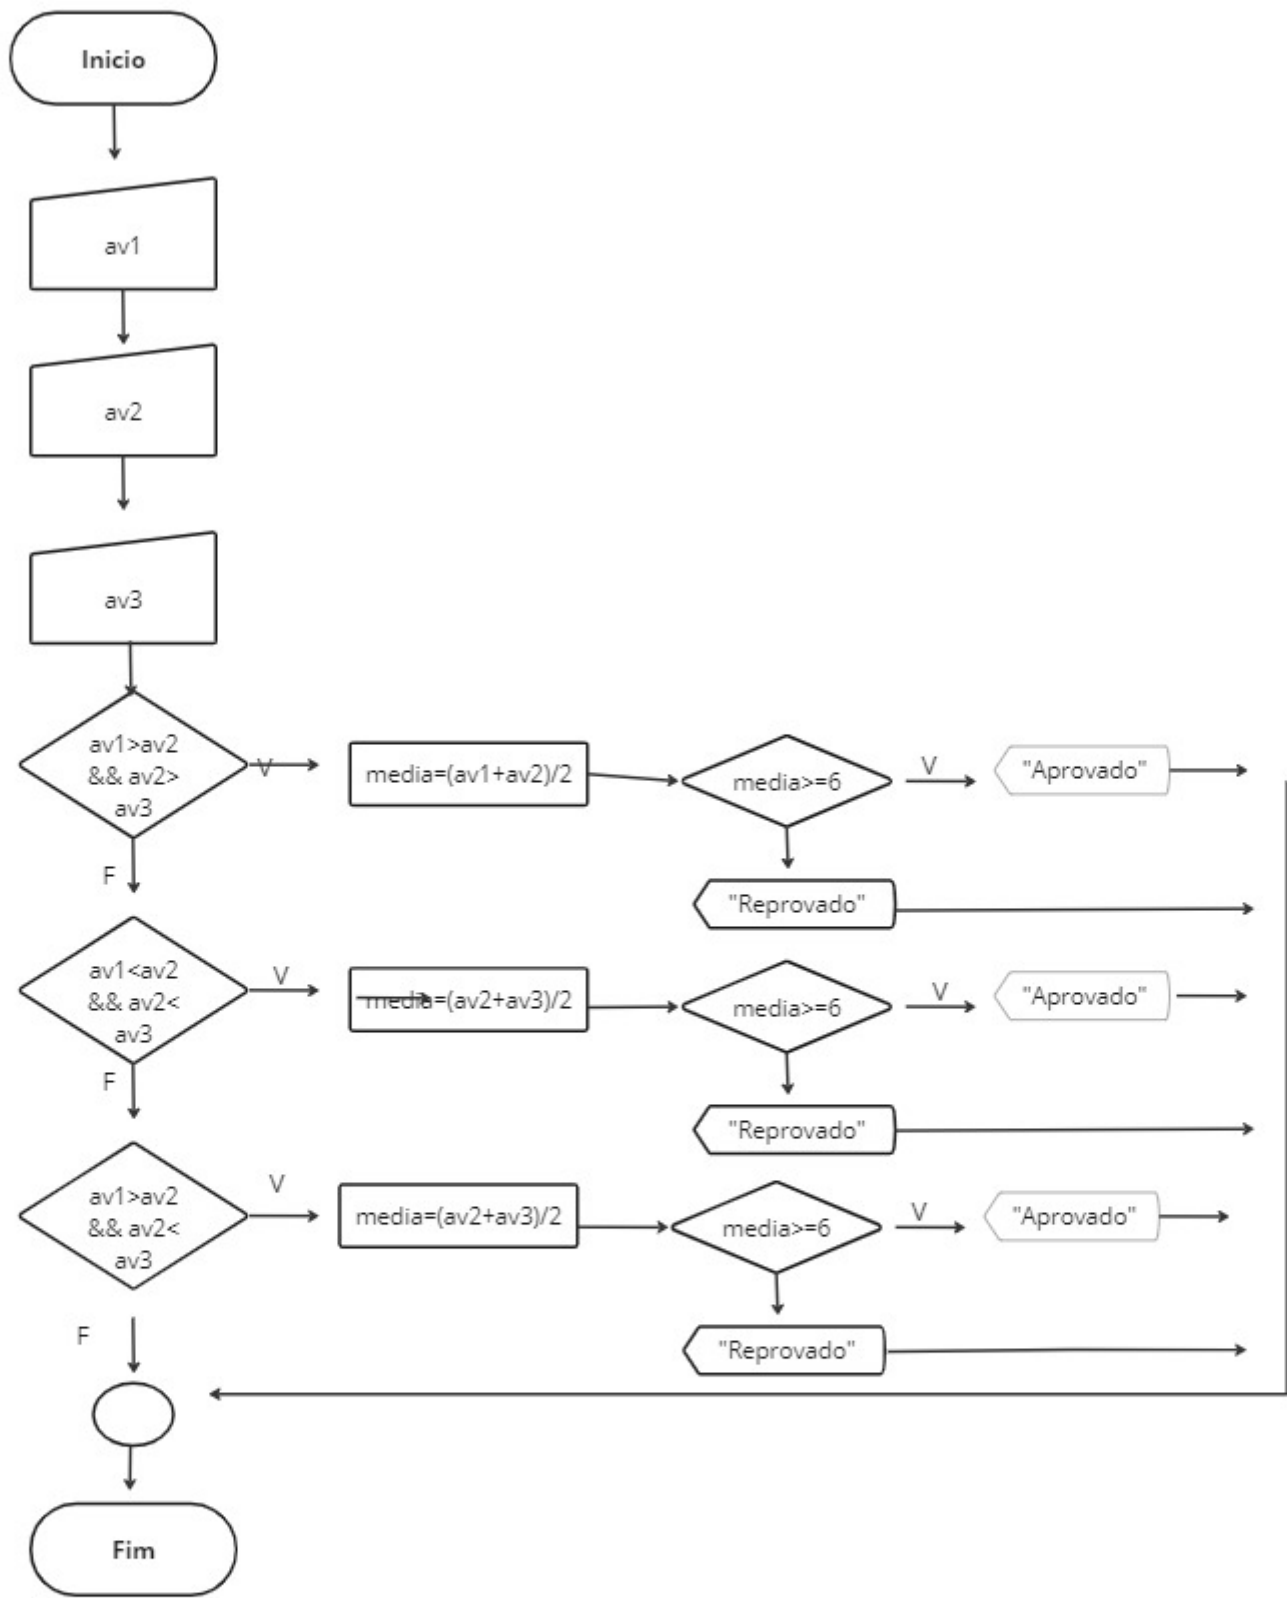 Inicio
av1
av2
av3
av1>av2
&& av2>
av3
V
media=(av1+av2)/2
media>=6
V
"Aprovado"
F
"Reprovado"
av1<av2
&& av2<
av3
V
media=(av2+av3)/2
media>=6
V
"Aprovado"
F
"Reprovado"
av1>av2
&& av2<
av3
V
media=(av2+av3)/2
media>=6
V
"Aprovado"
F
"Reprovado"
Fim